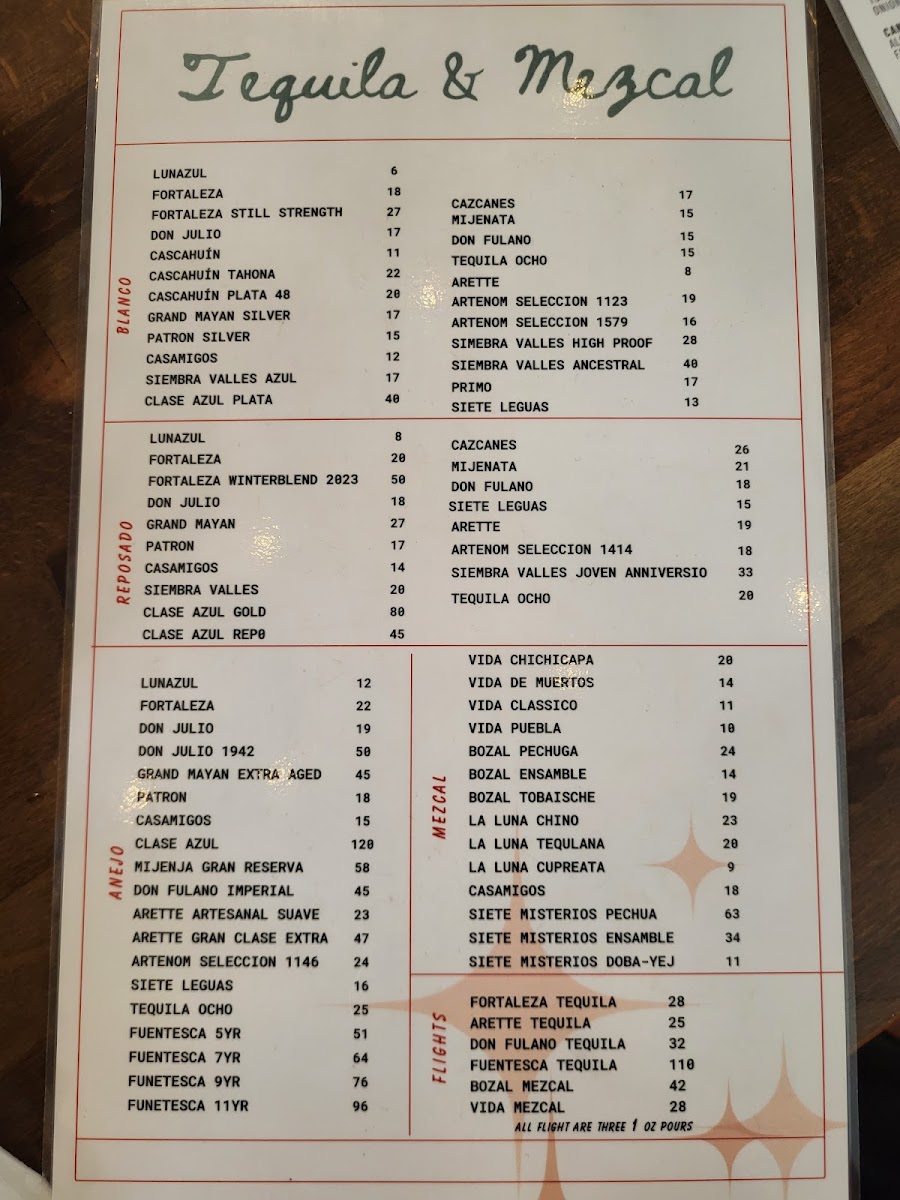 Tequila & Mezcal
BLANCO
LUNAZUL 6
FORTALEZA 18
FORTALEZA STILL STRENGTH 27
DON JULIO 17
CASCAHUÍN 11
CASCAHUÍN TAHONA 22
CASCAHUÍN PLATA 48 20
GRAND MAYAN SILVER 17
PATRON SILVER 15
CASAMIGOS 12
SIEMBRA VALLES AZUL 17
CLASE AZUL PLATA 40
CAZCANES 17
MIJENATA 15
DON FULANO 15
TEQUILA OCHO 15
ARETTE 8
ARTENOM SELECCION 1123 19
ARTENOM SELECCION 1579 16
SIMEBRA VALLES HIGH PROOF 28
SIEMBRA VALLES ANCESTRAL 40
PRIMO 17
SIETE LEGUAS 13
REPOSADO
LUNAZUL 8
FORTALEZA 20
FORTALEZA WINTERBLEND 2023 50
DON JULIO 18
GRAND MAYAN 27
PATRON 17
CASAMIGOS 14
SIEMBRA VALLES 20
CLASE AZUL GOLD 80
CLASE AZUL REP0 45
CAZCANES 26
MIJENATA 21
DON FULANO 18
SIETE LEGUAS 15
ARETTE 19
ARTENOM SELECCION 1414 18
SIEMBRA VALLES JOVEN ANNIVERSIO 33
TEQUILA OCHO 20
ANEJO
LUNAZUL 12
FORTALEZA 22
DON JULIO 19
DON JULIO 1942 50
GRAND MAYAN EXTRA AGED 45
PATRON 18
CASAMIGOS 15
CLASE AZUL 120
MIJENJA GRAN RESERVA 58
DON FULANO IMPERIAL 45
ARETTE ARTESANAL SUAVE 23
ARETTE GRAN CLASE EXTRA 47
ARTENOM SELECCION 1146 24
SIETE LEGUAS 16
TEQUILA OCHO 25
FUENTESCA 5YR 51
FUENTESCA 7YR 64
FUNETESCA 9YR 76
FUNETESCA 11YR 96
MEZCAL
VIDA CHICHICAPA 20
VIDA DE MUERTOS 14
VIDA CLASSICO 11
VIDA PUEBLA 10
BOZAL PECHUGA 24
BOZAL ENSAMBLE 14
BOZAL TOBAISCHE 19
LA LUNA CHINO 23
LA LUNA TEQULANA 20
LA LUNA CUPREATA 9
CASAMIGOS 18
SIETE MISTERIOS PECHUA 63
SIETE MISTERIOS ENSAMBLE 34
SIETE MISTERIOS DOBA-YEJ 11
FLIGHTS
FORTALEZA TEQUILA 28
ARETTE TEQUILA 25
DON FULANO TEQUILA 32
FUENTESCA TEQUILA 110
BOZAL MEZCAL 42
VIDA MEZCAL 28
ALL FLIGHT ARE THREE 1 OZ POURS